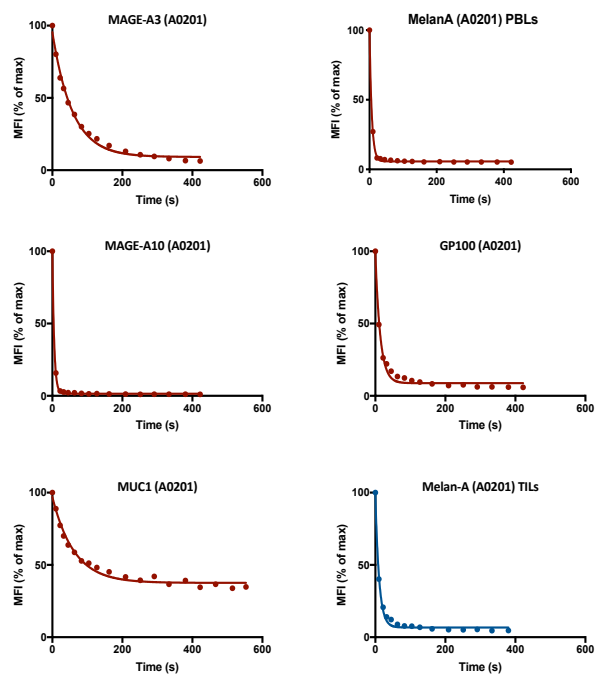 MAGE-A3 (A0201)
100
50
0
MFI (% of max)
0 200 400 600
Time (s)
MelanA (A0201) PBLs
100
50
0
MFI (% of max)
0 200 400 600
Time (s)
MAGE-A10 (A0201)
100
50
0
MFI (% of max)
0 200 400 600
Time (s)
GP100 (A0201)
100
50
0
MFI (% of max)
0 200 400 600
Time (s)
MUC1 (A0201)
100
50
0
MFI (% of max)
0 200 400 600
Time (s)
Melan-A (A0201) TILs
100
50
0
MFI (% of max)
0 200 400 600
Time (s)